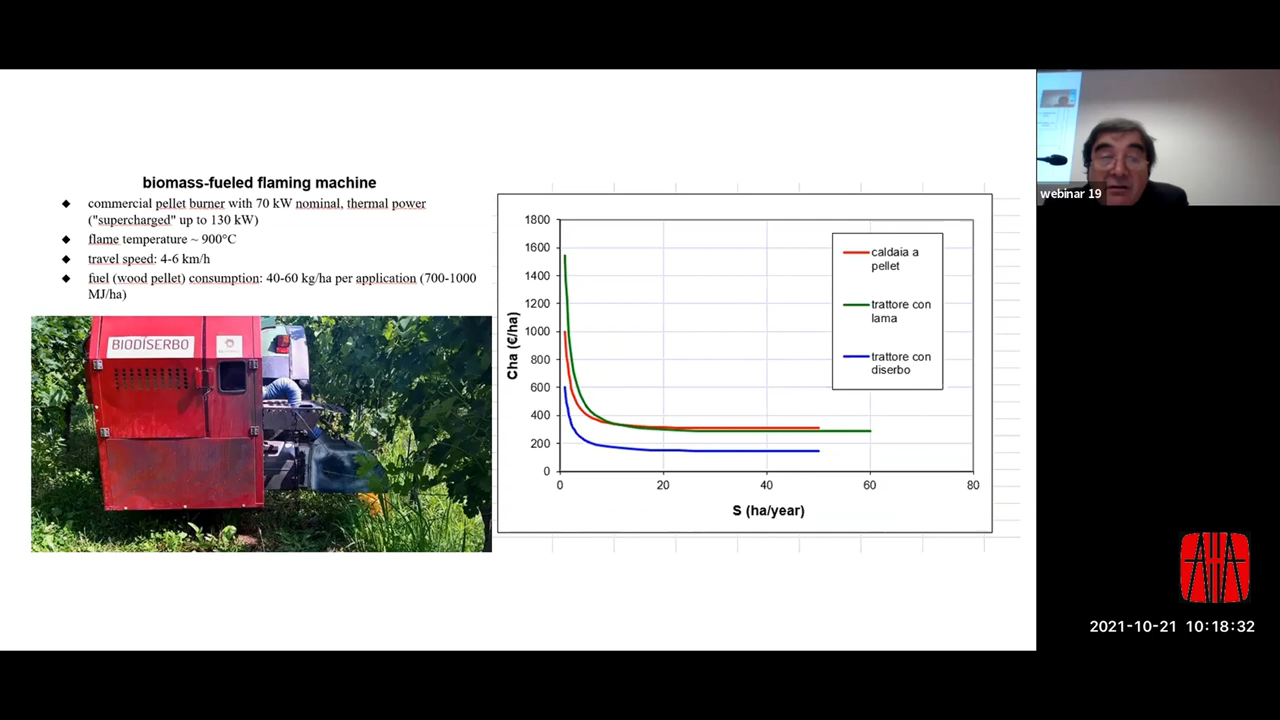 biomass-fueled flaming machine
commercial pellet burner with 70 kW nominal, thermal power
("supercharged" up to 130 kW)
flame temperature ~ 900°C
travel speed: 4-6 km/h
fuel (wood pellet) consumption: 40-60 kg/ha per application (700-1000
MJ/ha)
BIODISERBO
Cha (€/ha)
1800
1600
1400
1200
1000
800
600
400
200
0
0 20 40 60 80
S (ha/year)
caldaia a
pellet
trattore con
lama
trattore con
diserbo
webinar 19
2021-10-21 10:18:32